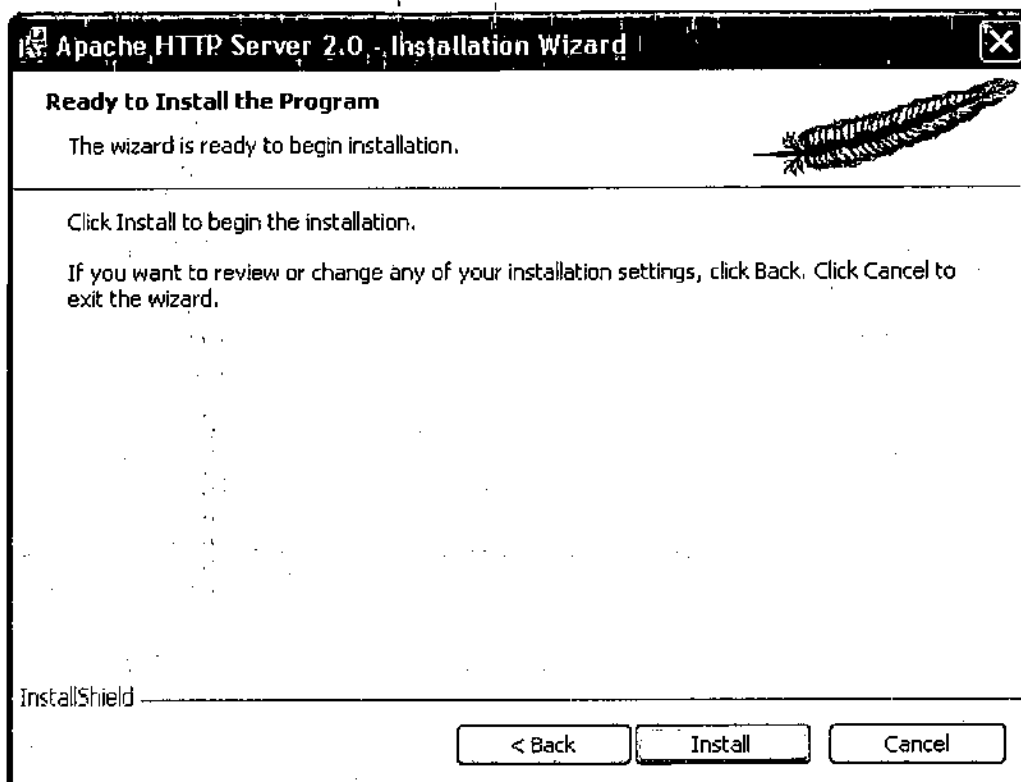 Apache HTTP Server 2.0 - Installation Wizard
Ready to Install the Program
The wizard is ready to begin installation.
Click Install to begin the installation.
If you want to review or change any of your installation settings, click Back. Click Cancel to
exit the wizard.
InstallShield
< Back
Install
Cancel